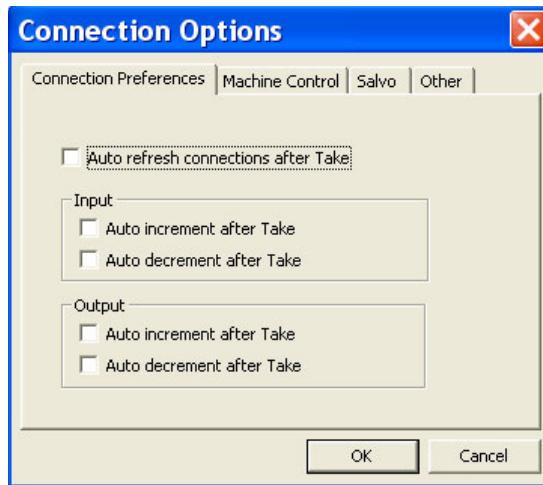 Connection Options
Connection Preferences Machine Control Salvo Other
Auto refresh connections after Take
Input
Auto increment after Take
Auto decrement after Take
Output
Auto increment after Take
Auto decrement after Take
OK Cancel